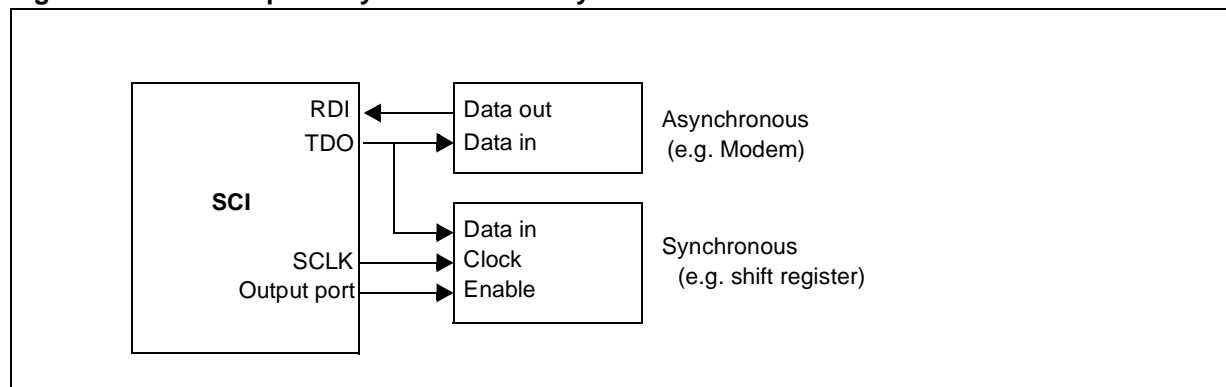 RDI
TDO
SCI
SCLK
Output port
Data out
Data in
Asynchronous
(e.g. Modem)
Data in
Clock
Enable
Synchronous
(e.g. shift register)